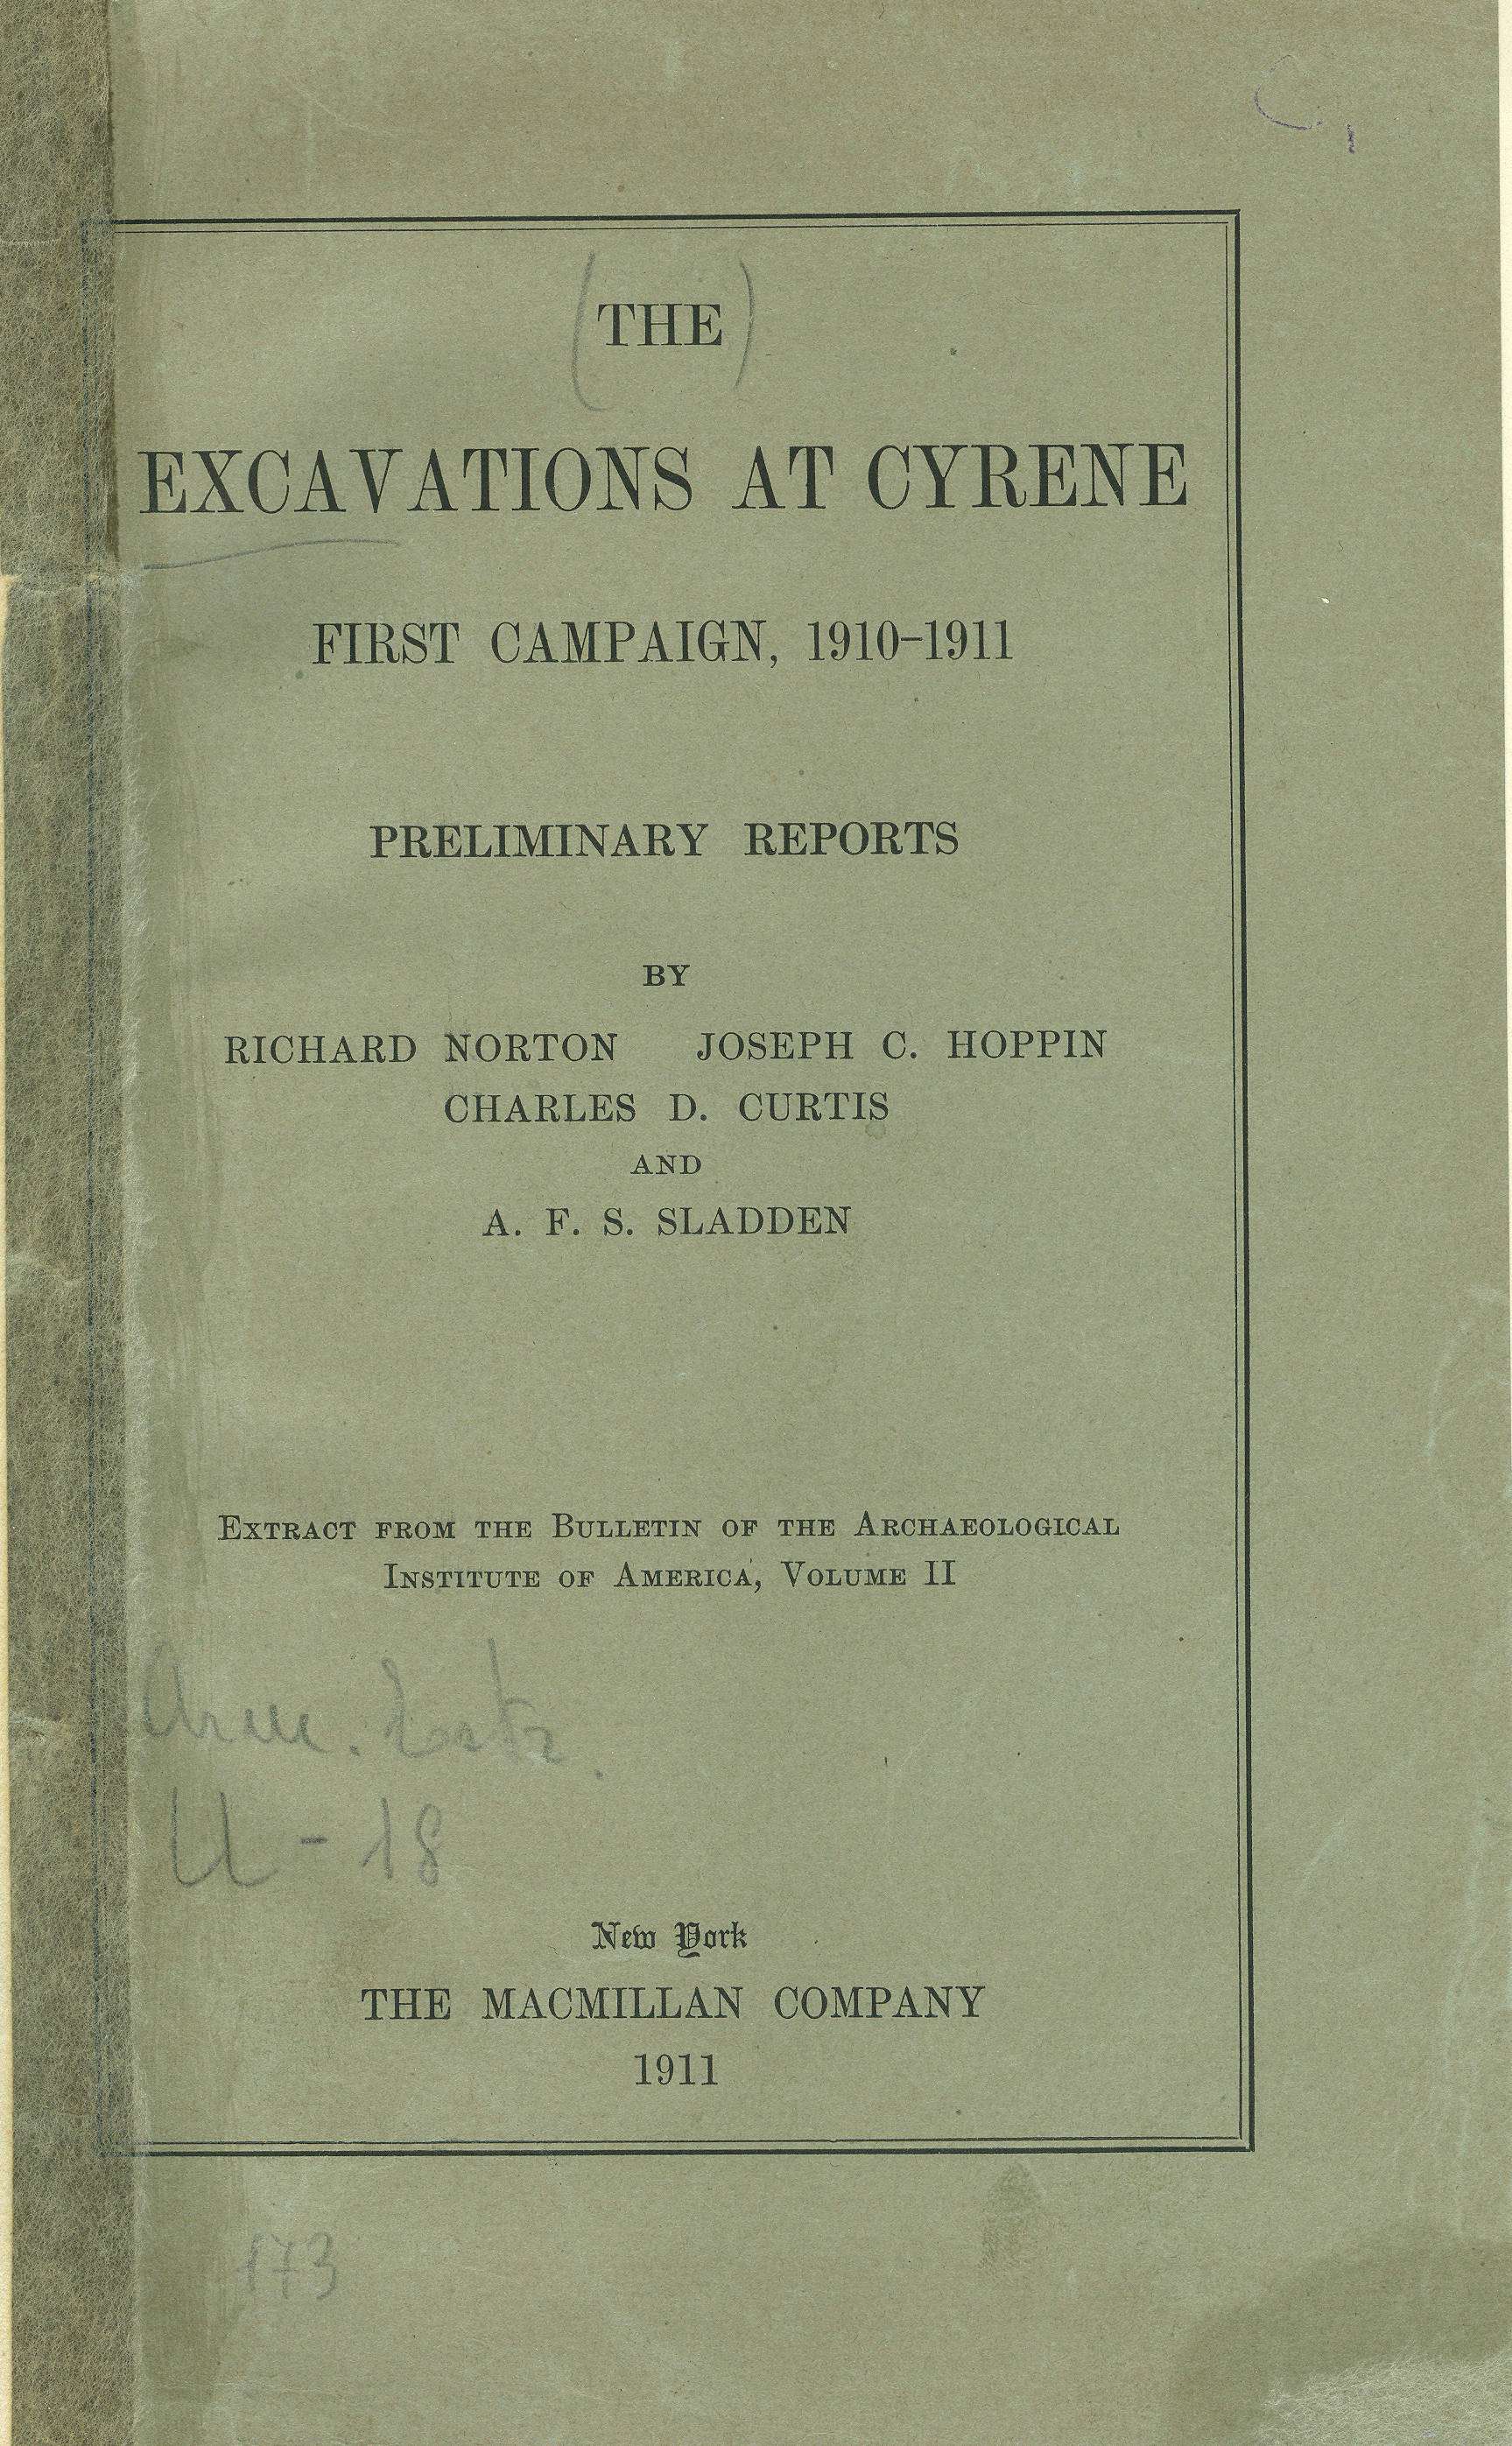 THE
EXCAVATIONS AT CYRENE
FIRST CAMPAIGN, 1910–1911
PRELIMINARY REPORTS
BY
RICHARD NORTON JOSEPH C. HOPPIN
CHARLES D. CURTIS
AND
A. F. S. SLADDEN
EXTRACT FROM THE BULLETIN OF THE ARCHAEOLOGICAL
INSTITUTE OF AMERICA, VOLUME II
U - 18
New York
THE MACMILLAN COMPANY
1911
173